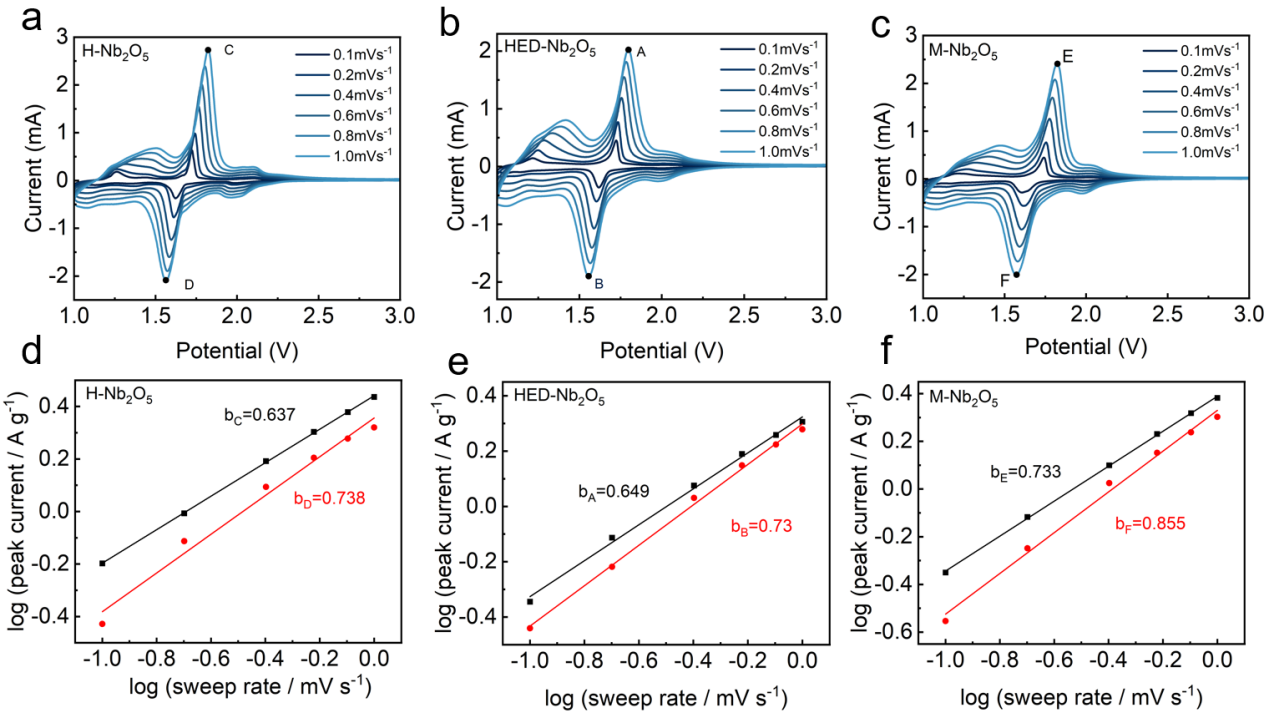 a
H-Nb₂O₅
C
0.1mVs⁻¹
0.2mVs⁻¹
0.4mVs⁻¹
0.6mVs⁻¹
0.8mVs⁻¹
1.0mVs⁻¹
D
3
2
1
0
-1
-2
Current (mA)
1.0 1.5 2.0 2.5 3.0
Potential (V)
b
HED-Nb₂O₅
A
0.1mVs⁻¹
0.2mVs⁻¹
0.4mVs⁻¹
0.6mVs⁻¹
0.8mVs⁻¹
1.0mVs⁻¹
B
2
1
0
-1
-2
Current (mA)
1.0 1.5 2.0 2.5 3.0
Potential (V)
c
M-Nb₂O₅
E
0.1mVs⁻¹
0.2mVs⁻¹
0.4mVs⁻¹
0.6mVs⁻¹
0.8mVs⁻¹
1.0mVs⁻¹
F
3
2
1
0
-1
-2
Current (mA)
1.0 1.5 2.0 2.5 3.0
Potential (V)
d
H-Nb₂O₅
b_C=0.637
b_D=0.738
0.4
0.2
0.0
-0.2
-0.4
log (peak current / A g⁻¹)
-1.0 -0.8 -0.6 -0.4 -0.2 0.0
log (sweep rate / mV s⁻¹)
e
HED-Nb₂O₅
b_A=0.649
b_B=0.73
0.4
0.2
0.0
-0.2
-0.4
log (peak current / A g⁻¹)
-1.0 -0.8 -0.6 -0.4 -0.2 0.0
log (sweep rate / mV s⁻¹)
f
M-Nb₂O₅
b_E=0.733
b_F=0.855
0.4
0.2
0.0
-0.2
-0.4
-0.6
log (peak current / A g⁻¹)
-1.0 -0.8 -0.6 -0.4 -0.2 0.0
log (sweep rate / mV s⁻¹)